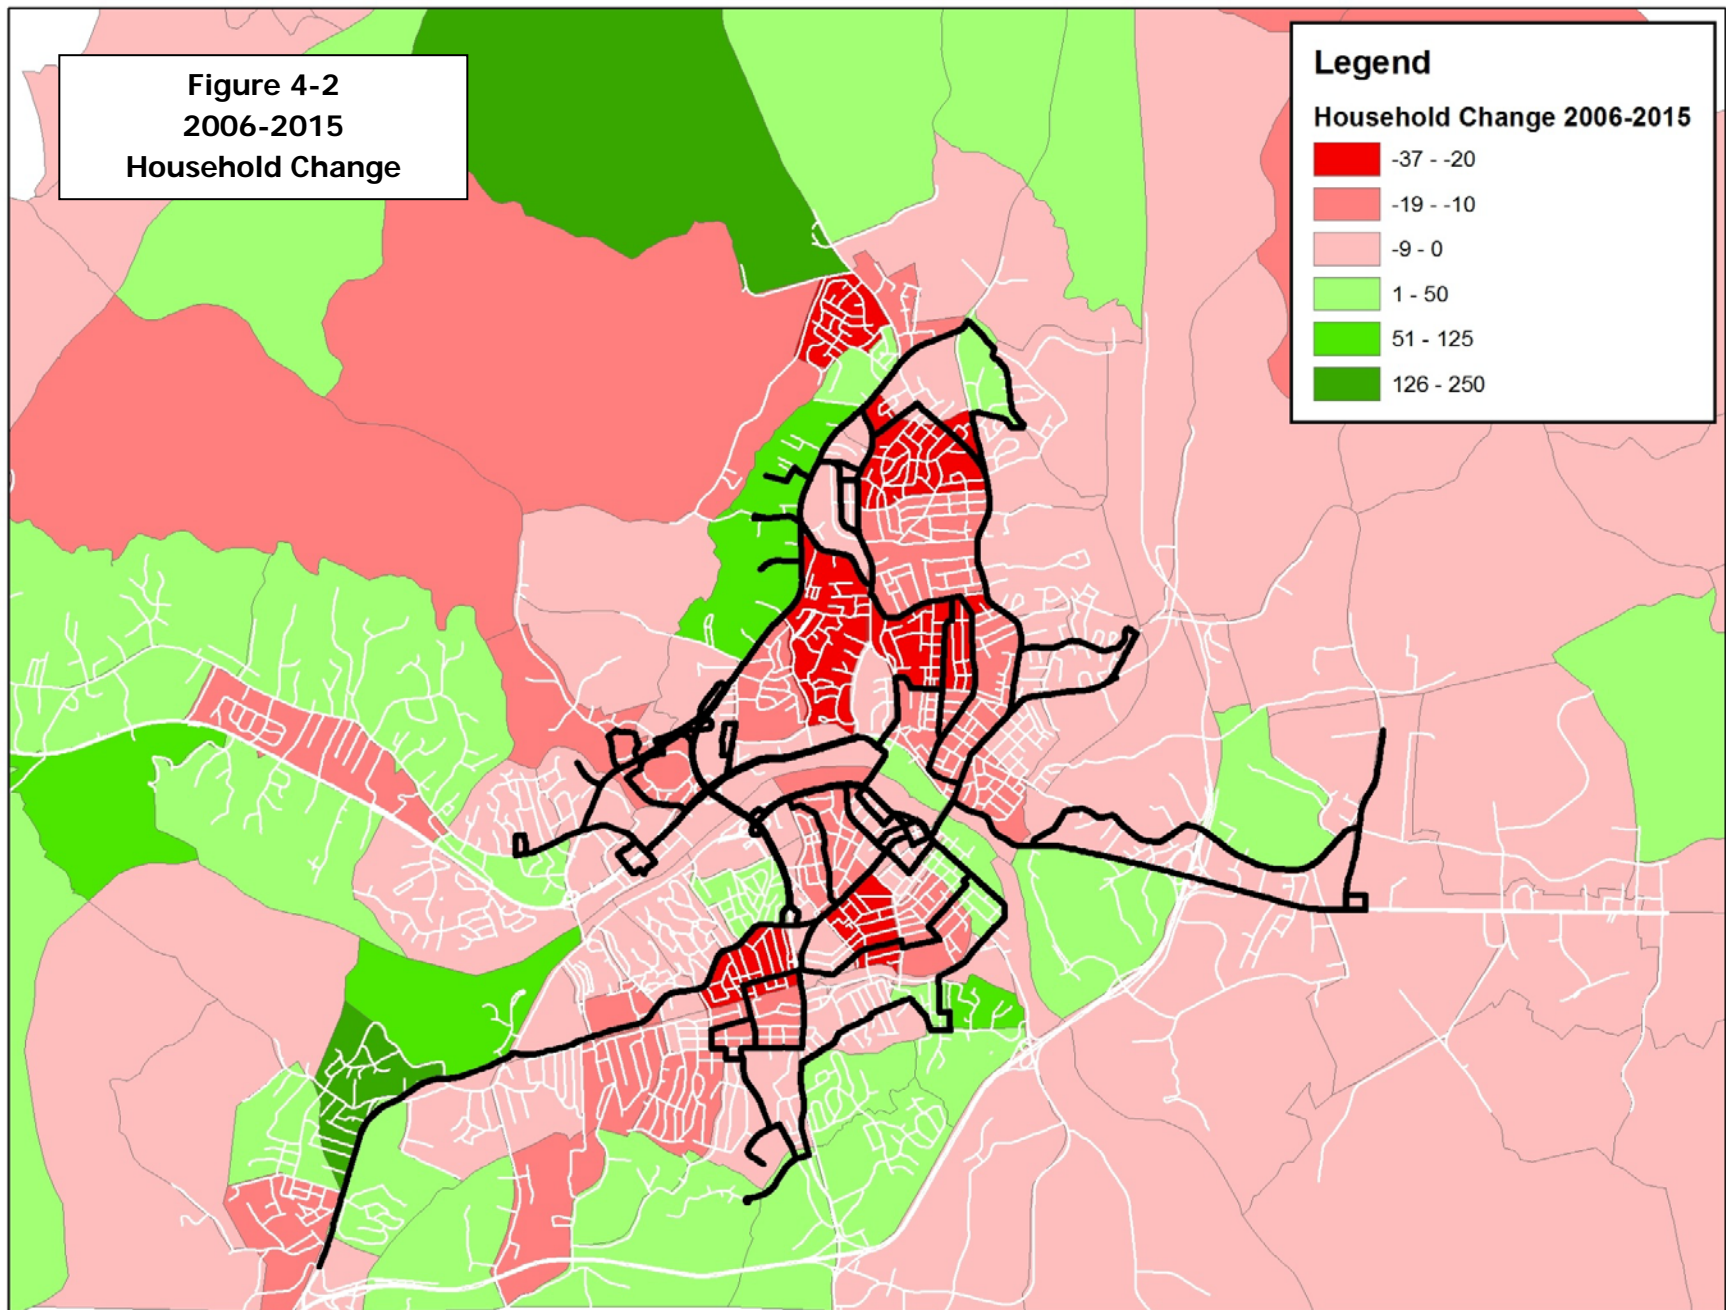 Figure 4-2
2006-2015
Household Change
Legend
Household Change 2006-2015
-37 - -20
-19 - -10
-9 - 0
1 - 50
51 - 125
126 - 250